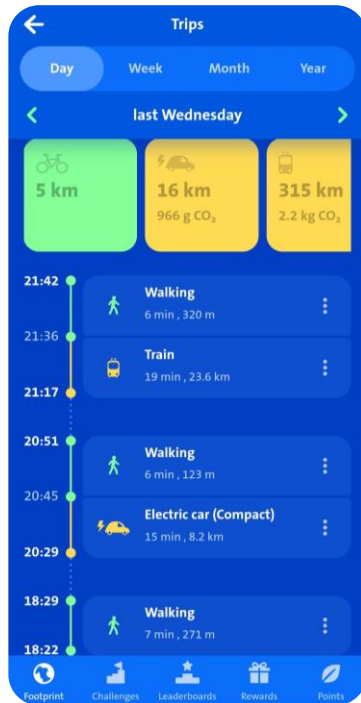 Trips
Day Week Month Year
last Wednesday
5 km
16 km
966 g CO₂
315 km
2.2 kg CO₂
21:42
Walking
6 min , 320 m
21:36
Train
19 min , 23.6 km
21:17
20:51
Walking
6 min , 123 m
20:45
Electric car (Compact)
15 min , 8.2 km
20:29
18:29
Walking
7 min , 271 m
18:22
Footprint Challenges Leaderboards Rewards Points